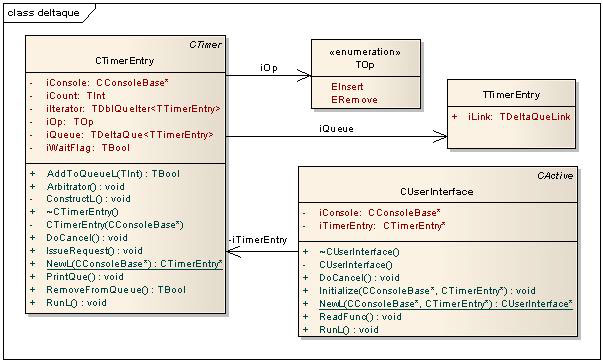 class deltaque
CTimer
CTimerEntry
- iConsole: CConsoleBase*
- iCount: TInt
- iIterator: TDblQueIter<TTimerEntry>
- iOp: TOp
- iQueue: TDeltaQue<TTimerEntry>
- iWaitFlag: TBool
+ AddToQueueL(TInt) : TBool
+ Arbitrator() : void
- ConstructL() : void
+ ~CTimerEntry()
- CTimerEntry(CConsoleBase*)
+ DoCancel() : void
+ IssueRequest() : void
+ NewL(CConsoleBase*) : CTimerEntry*
+ PrintQue() : void
+ RemoveFromQueue() : TBool
+ RunL() : void
iOp
«enumeration»
TOp
EInsert
ERemove
iQueue
TTimerEntry
+ iLink: TDeltaQueLink
-iTimerEntry
CActive
CUserInterface
- iConsole: CConsoleBase*
- iTimerEntry: CTimerEntry*
+ ~CUserInterface()
- CUserInterface()
+ DoCancel() : void
+ Initialize(CConsoleBase*, CTimerEntry*) : void
+ NewL(CConsoleBase*, CTimerEntry*) : CUserInterface*
+ ReadFunc() : void
+ RunL() : void